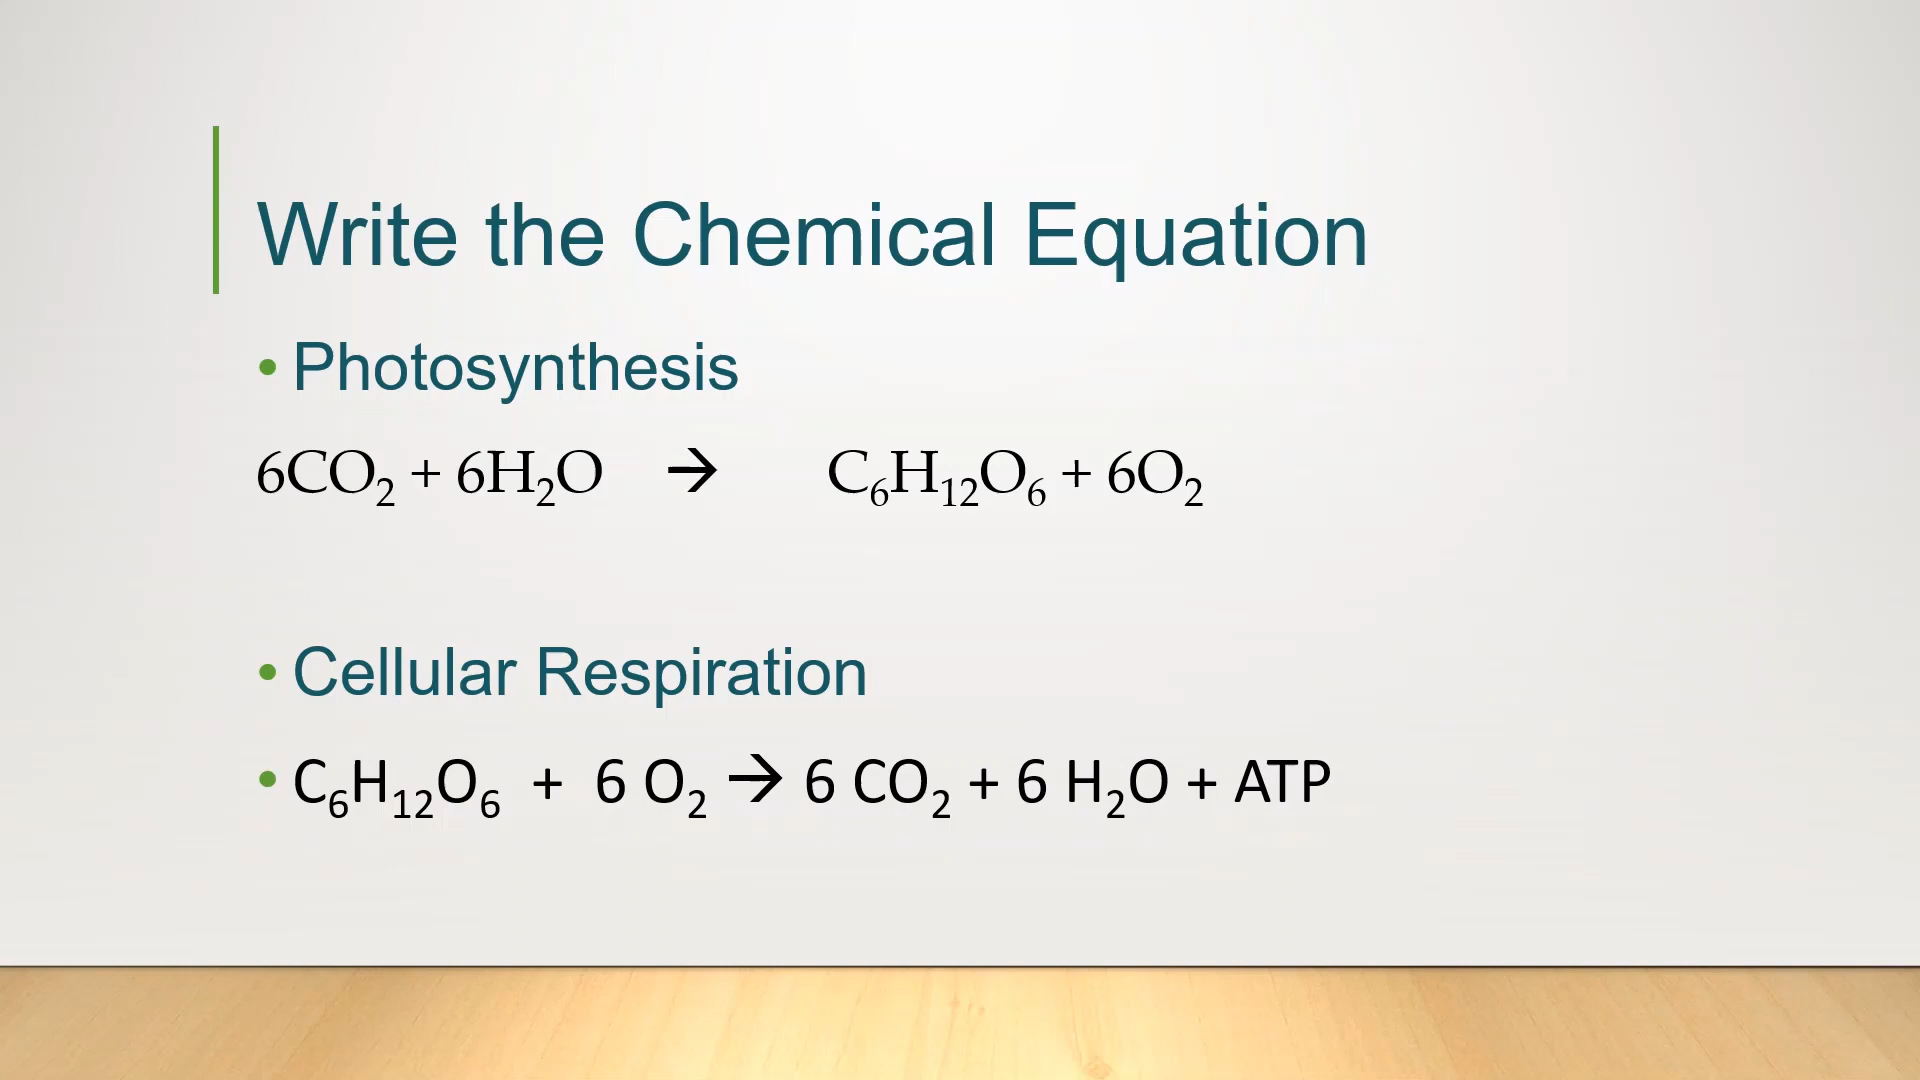 Write the Chemical Equation
• Photosynthesis
6CO₂ + 6H₂O → C₆H₁₂O₆ + 6O₂
• Cellular Respiration
• C₆H₁₂O₆ + 6 O₂ → 6 CO₂ + 6 H₂O + ATP